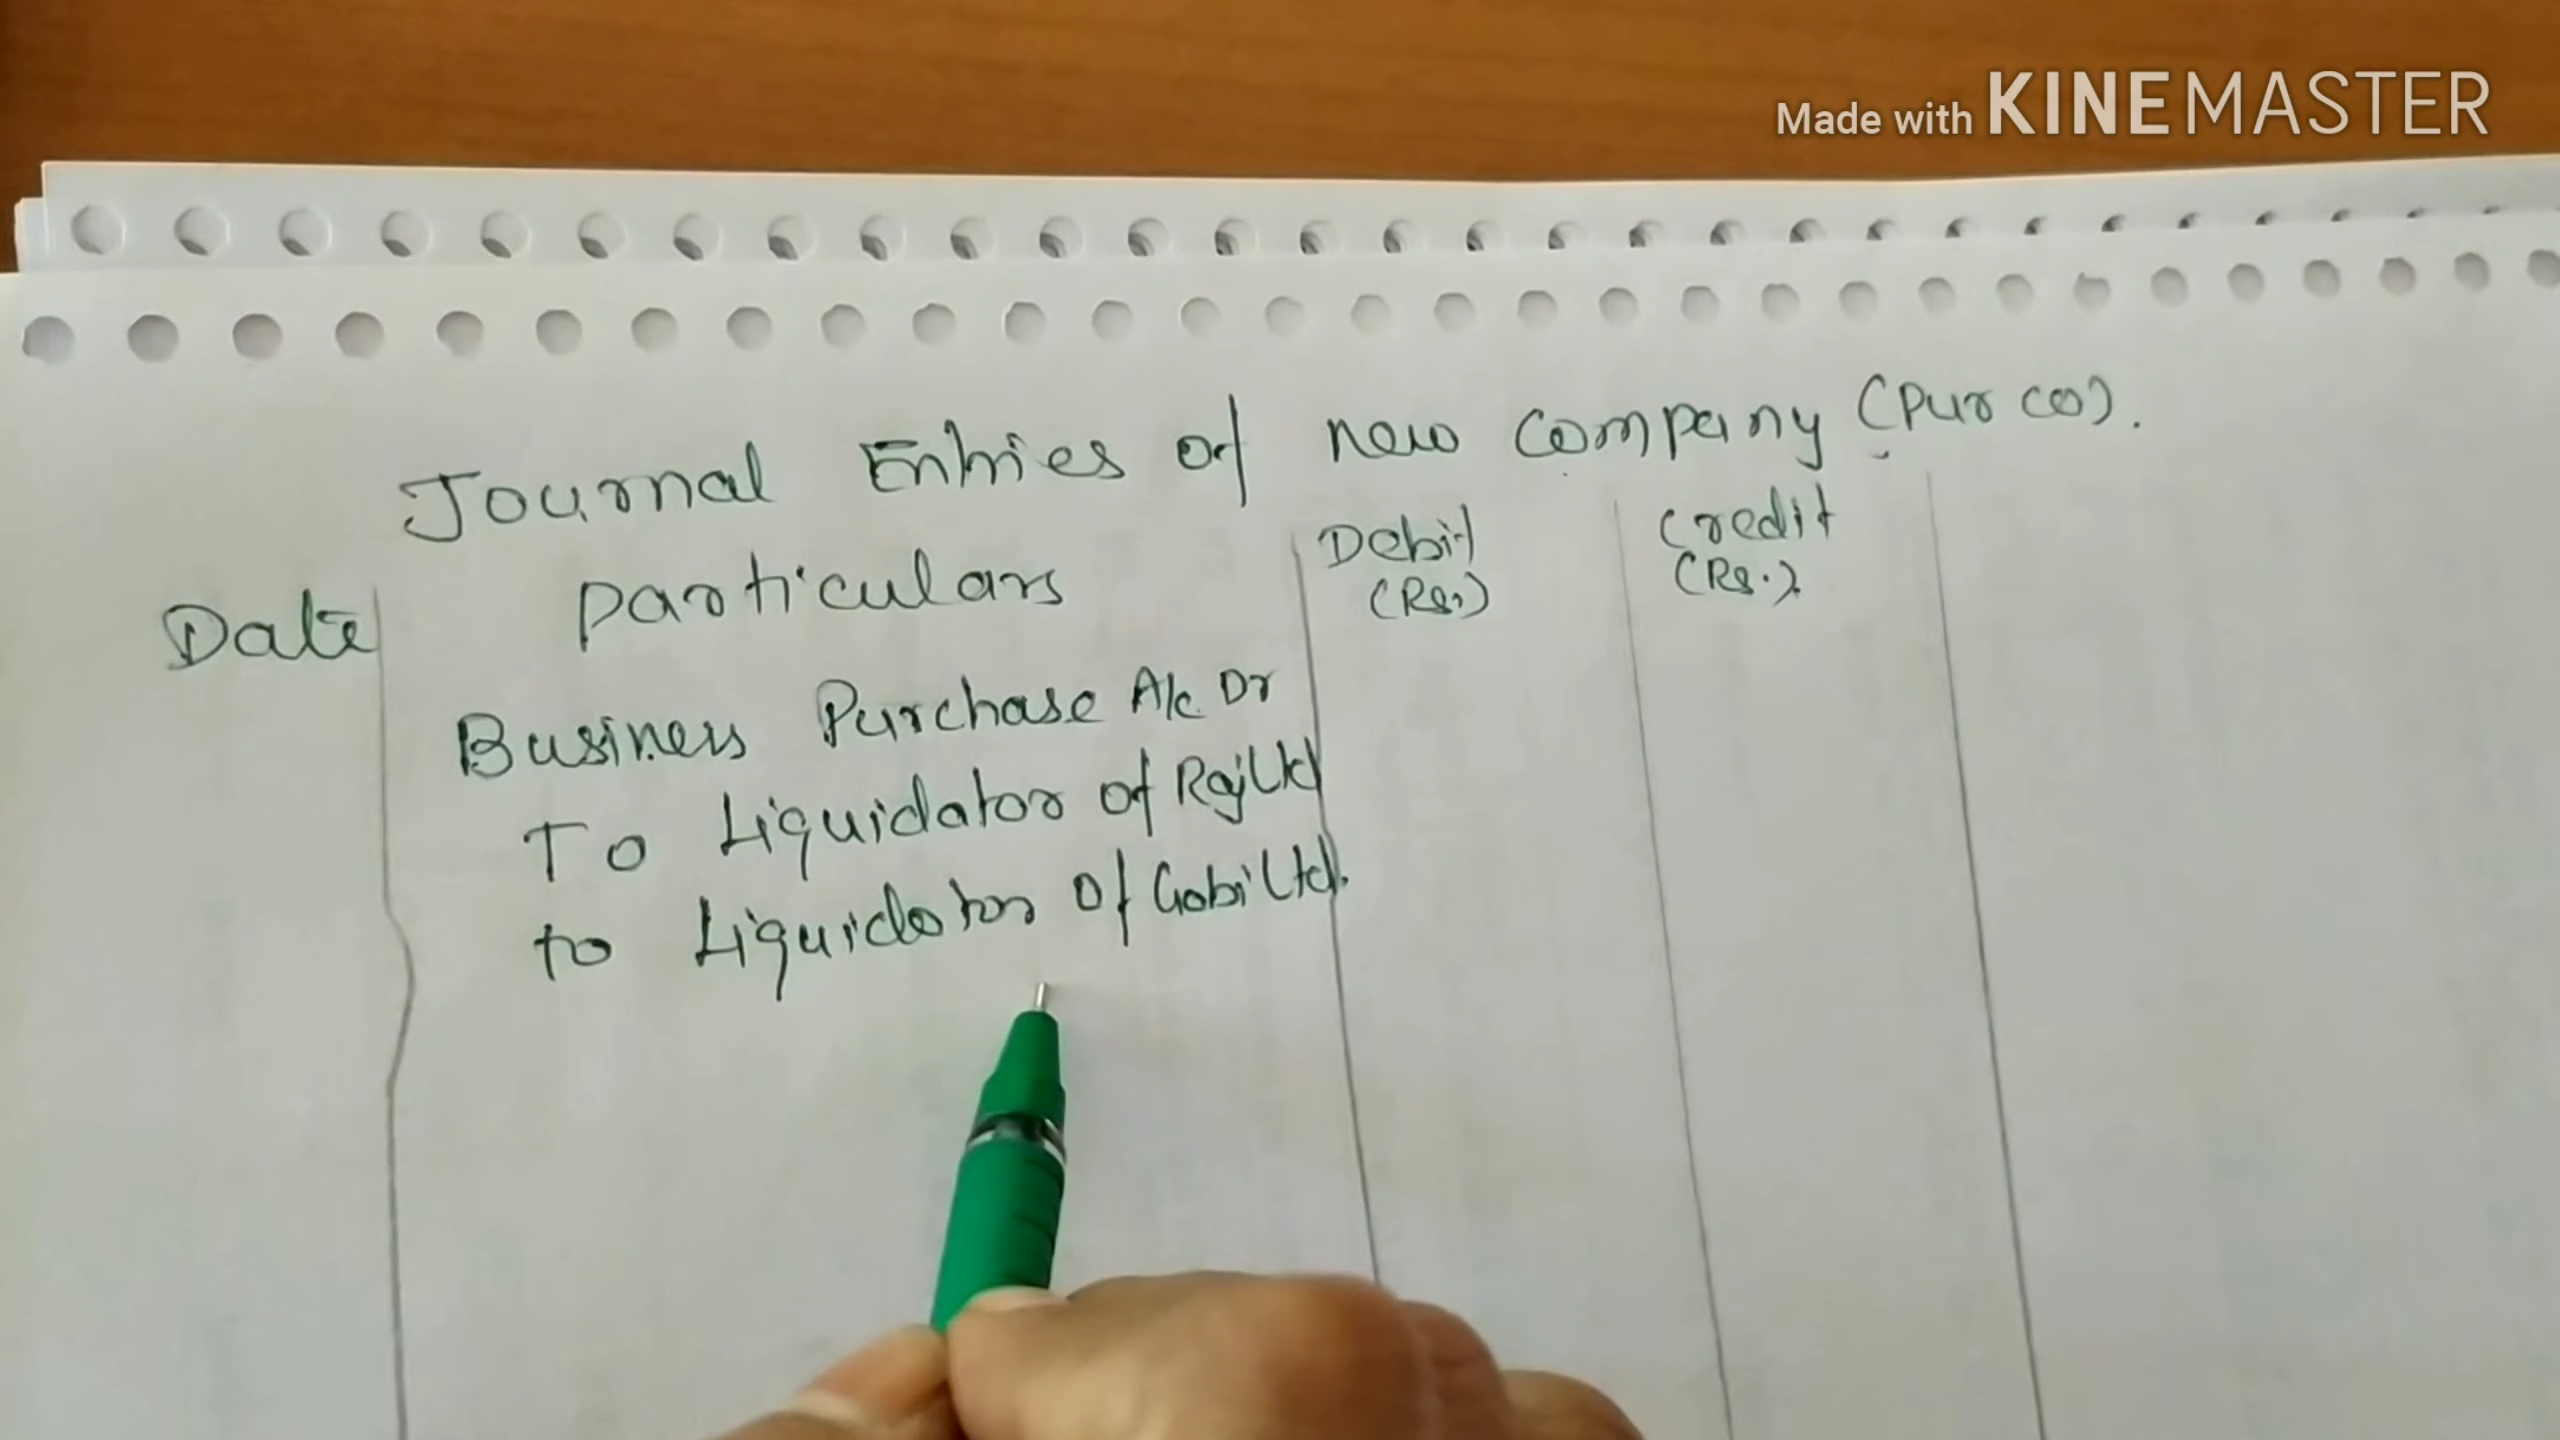 Made with KINEMASTER
Journal Entries of new company (Pur co).
Date particulars Debit (Rs.) Credit (Rs.)
Business Purchase A/c Dr
To Liquidator of Raj Ltd
to Liquidator of Gobi Ltd.